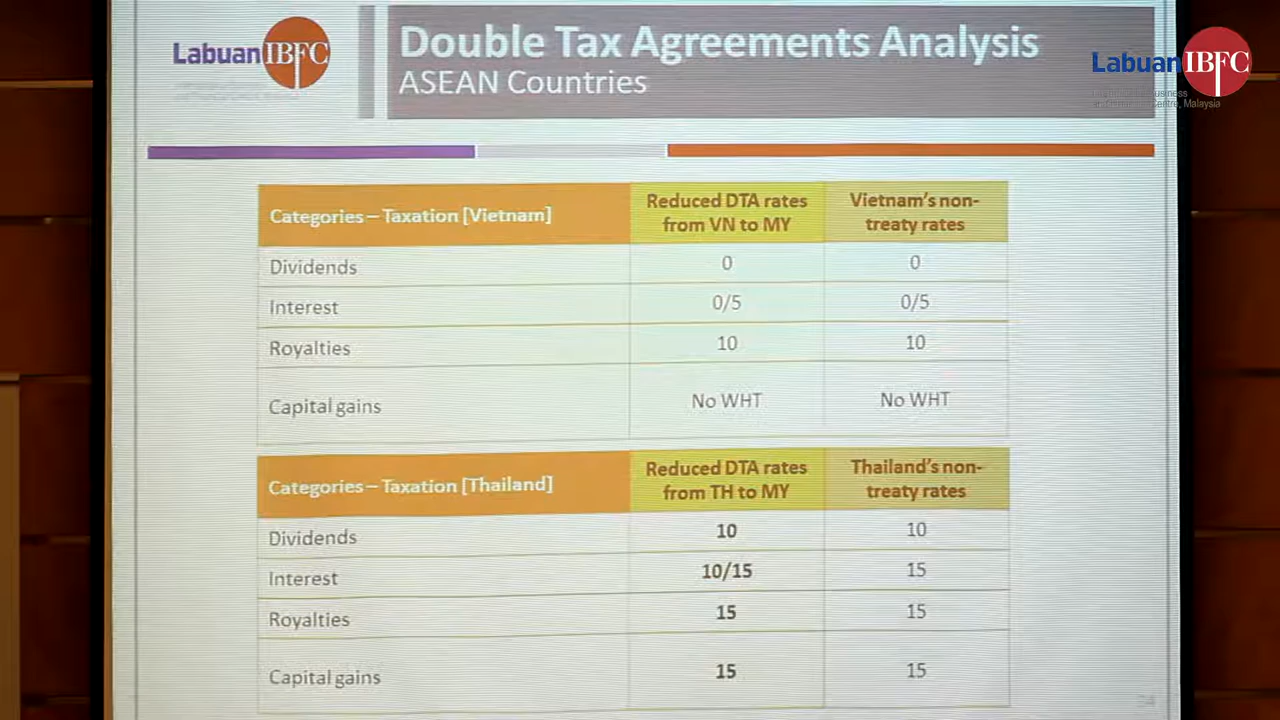 Labuan IBFC
Double Tax Agreements Analysis
ASEAN Countries
Labuan IBFC
Business
Centre, Malaysia
Categories – Taxation [Vietnam]
Reduced DTA rates
from VN to MY
Vietnam's non-
treaty rates
Dividends 0 0
Interest 0/5 0/5
Royalties 10 10
Capital gains No WHT No WHT
Categories – Taxation [Thailand]
Reduced DTA rates
from TH to MY
Thailand's non-
treaty rates
Dividends 10 10
Interest 10/15 15
Royalties 15 15
Capital gains 15 15